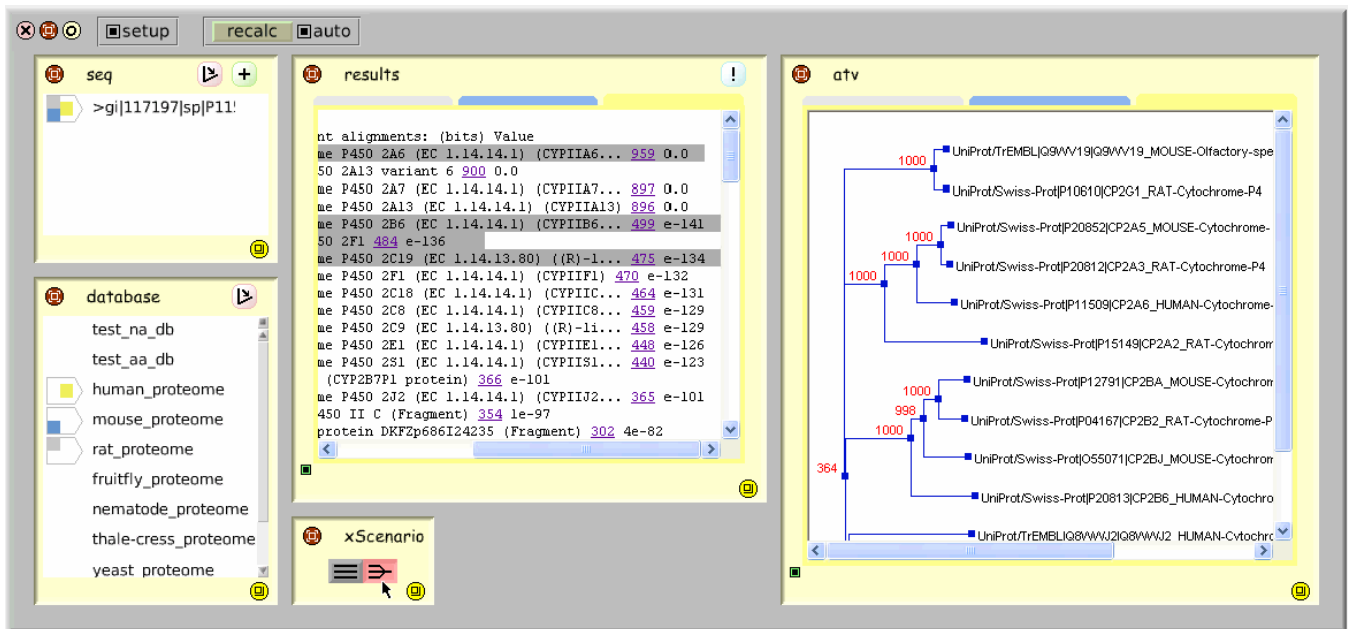 setup recalc auto
seq
>gi|117197|sp|P11!
database
test_na_db
test_aa_db
human_proteome
mouse_proteome
rat_proteome
fruitfly_proteome
nematode_proteome
thale-cress_proteome
yeast proteome
results !
nt alignments: (bits) Value
me P450 2A6 (EC 1.14.14.1) (CYPIIA6... 959 0.0
50 2A13 variant 6 900 0.0
me P450 2A7 (EC 1.14.14.1) (CYPIIA7... 897 0.0
me P450 2A13 (EC 1.14.14.1) (CYPIIA13) 896 0.0
me P450 2B6 (EC 1.14.14.1) (CYPIIB6... 499 e-141
50 2F1 484 e-136
me P450 2C19 (EC 1.14.13.80) ((R)-l... 475 e-134
me P450 2F1 (EC 1.14.14.1) (CYPIIF1) 470 e-132
me P450 2C18 (EC 1.14.14.1) (CYPIIC... 464 e-131
me P450 2C8 (EC 1.14.14.1) (CYPIIC8... 459 e-129
me P450 2C9 (EC 1.14.13.80) ((R)-li... 458 e-129
me P450 2E1 (EC 1.14.14.1) (CYPIIE1... 448 e-126
me P450 2S1 (EC 1.14.14.1) (CYPIIS1... 440 e-123
(CYP2B7P1 protein) 366 e-101
me P450 2J2 (EC 1.14.14.1) (CYPIIJ2... 365 e-101
450 II C (Fragment) 354 1e-97
protein DKFZp686I24235 (Fragment) 302 4e-82
xScenario
atv
1000 UniProt/TrEMBL|Q9WV19|Q9WV19_MOUSE-Olfactory-spe
UniProt/Swiss-Prot|P10610|CP2G1_RAT-Cytochrome-P4
UniProt/Swiss-Prot|P20852|CP2A5_MOUSE-Cytochrome-
1000
1000 UniProt/Swiss-Prot|P20812|CP2A3_RAT-Cytochrome-P4
1000
UniProt/Swiss-Prot|P11509|CP2A6_HUMAN-Cytochrome-
UniProt/Swiss-Prot|P15149|CP2A2_RAT-Cytochrom
UniProt/Swiss-Prot|P12791|CP2BA_MOUSE-Cytochrom
1000
998 UniProt/Swiss-Prot|P04167|CP2B2_RAT-Cytochrome-P
1000
UniProt/Swiss-Prot|O55071|CP2BJ_MOUSE-Cytochrom
364
UniProt/Swiss-Prot|P20813|CP2B6_HUMAN-Cytochro
UniProt/TrEMBL|Q8WWJ2|Q8WWJ2_HUMAN-Cytochro